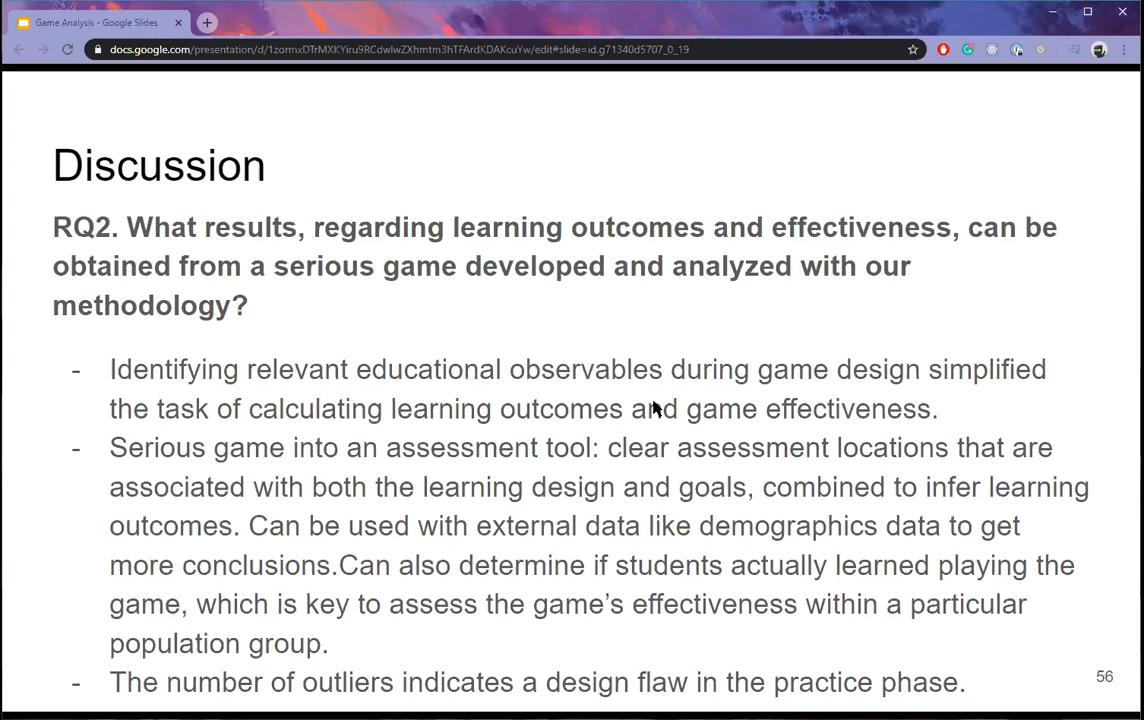 Game Analysis - Google Slides
docs.google.com/presentation/d/1zormxDTrMXKYiru9RCdwlwZXhmtm3hTFArdKDAKcuYw/edit#slide=id.g71340d5707_0_19
Discussion
RQ2. What results, regarding learning outcomes and effectiveness, can be
obtained from a serious game developed and analyzed with our
methodology?
- Identifying relevant educational observables during game design simplified
the task of calculating learning outcomes and game effectiveness.
- Serious game into an assessment tool: clear assessment locations that are
associated with both the learning design and goals, combined to infer learning
outcomes. Can be used with external data like demographics data to get
more conclusions.Can also determine if students actually learned playing the
game, which is key to assess the game’s effectiveness within a particular
population group.
- The number of outliers indicates a design flaw in the practice phase.
56